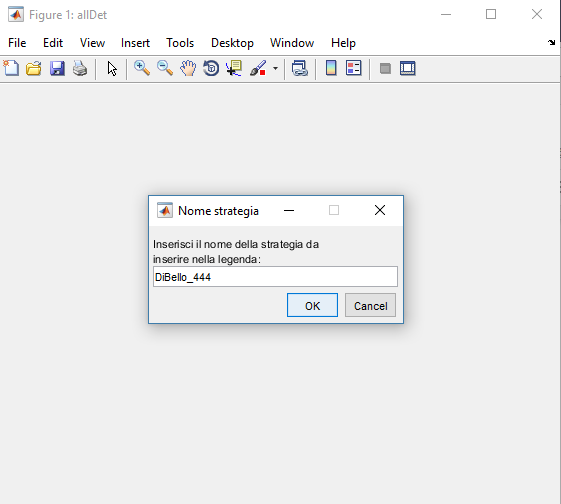 Figure 1: allDet
File Edit View Insert Tools Desktop Window Help
Nome strategia
Inserisci il nome della strategia da
inserire nella legenda:
DiBello_444
OK Cancel